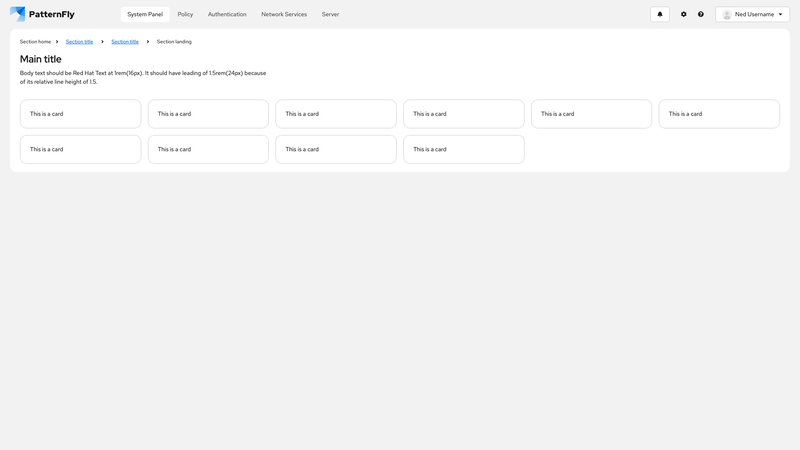 PatternFly
System Panel Policy Authentication Network Services Server
Ned Username
Section home Section title Section title Section landing
Main title
Body text should be Red Hat Text at 1rem(16px). It should have leading of 1.5rem(24px) because
of its relative line height of 1.5.
This is a card This is a card This is a card This is a card This is a card This is a card
This is a card This is a card This is a card This is a card